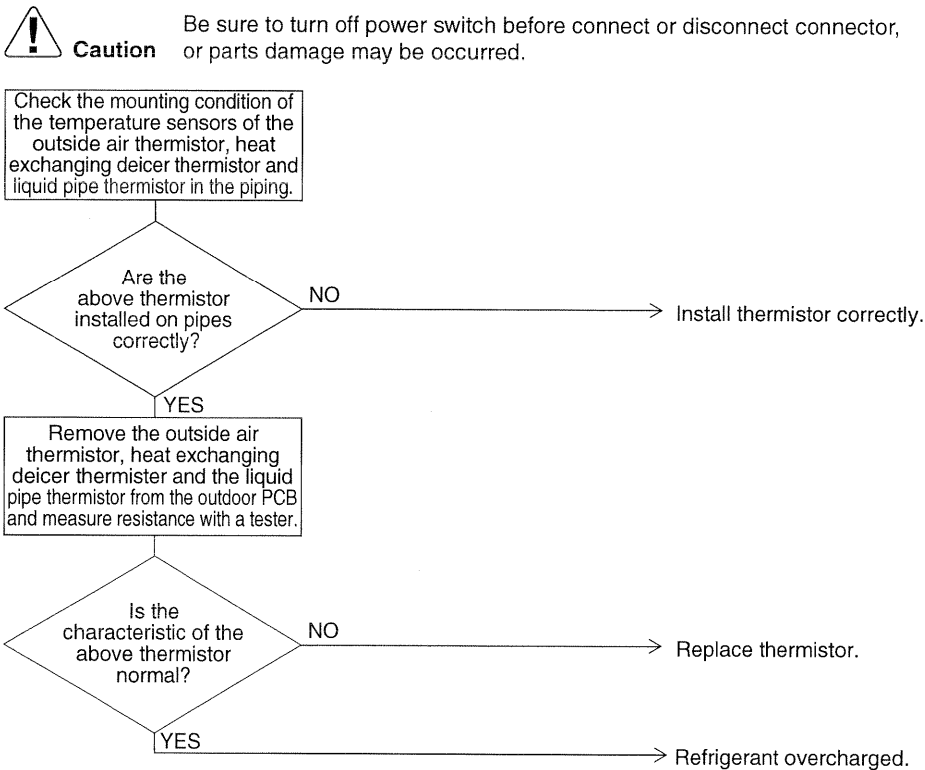 Be sure to turn off power switch before connect or disconnect connector,
Caution or parts damage may be occurred.
Check the mounting condition of
the temperature sensors of the
outside air thermistor, heat
exchanging deicer thermistor and
liquid pipe thermistor in the piping.
Are the
above thermistor
installed on pipes
correctly?
NO
Install thermistor correctly.
YES
Remove the outside air
thermistor, heat exchanging
deicer thermister and the liquid
pipe thermistor from the outdoor PCB
and measure resistance with a tester.
Is the
characteristic of the
above thermistor
normal?
NO
Replace thermistor.
YES
Refrigerant overcharged.